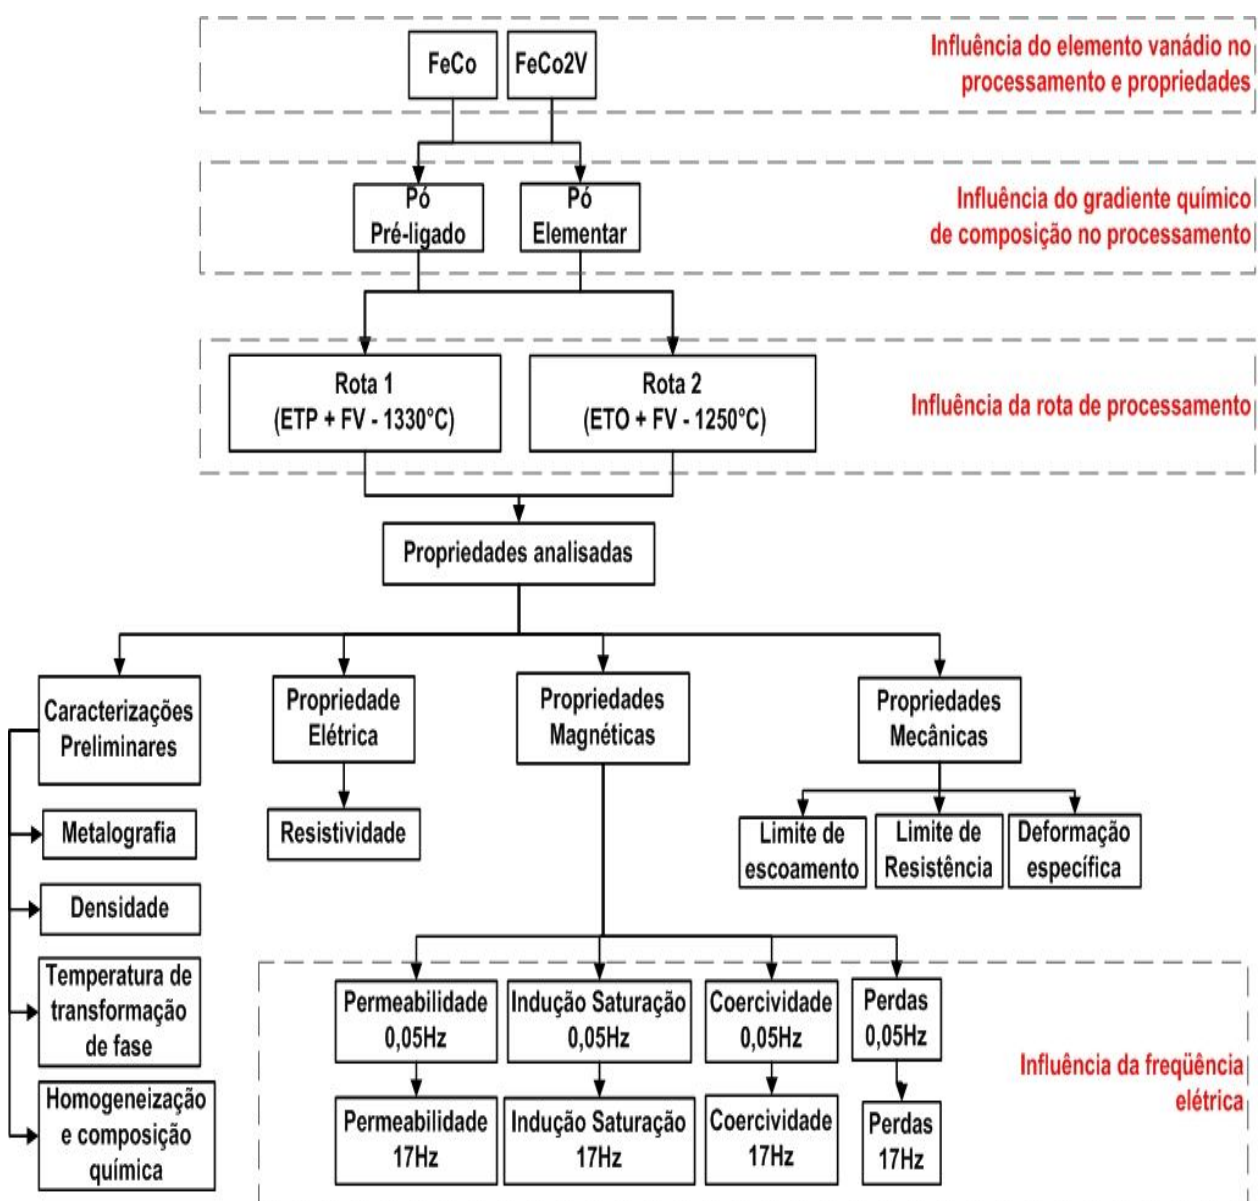 FeCo
FeCo2V
Influência do elemento vanádio no
processamento e propriedades
Pó
Pré-ligado
Pó
Elementar
Influência do gradiente químico
de composição no processamento
Rota 1
(ETP + FV - 1330°C)
Rota 2
(ETO + FV - 1250°C)
Influência da rota de processamento
Propriedades analisadas
Caracterizações
Preliminares
Propriedade
Elétrica
Propriedades
Magnéticas
Propriedades
Mecânicas
Metalografia
Densidade
Temperatura de
transformação
de fase
Homogeneização
e composição
química
Resistividade
Limite de
escoamento
Limite de
Resistência
Deformação
específica
Permeabilidade
0,05Hz
Indução Saturação
0,05Hz
Coercividade
0,05Hz
Perdas
0,05Hz
Permeabilidade
17Hz
Indução Saturação
17Hz
Coercividade
17Hz
Perdas
17Hz
Influência da freqüência
elétrica